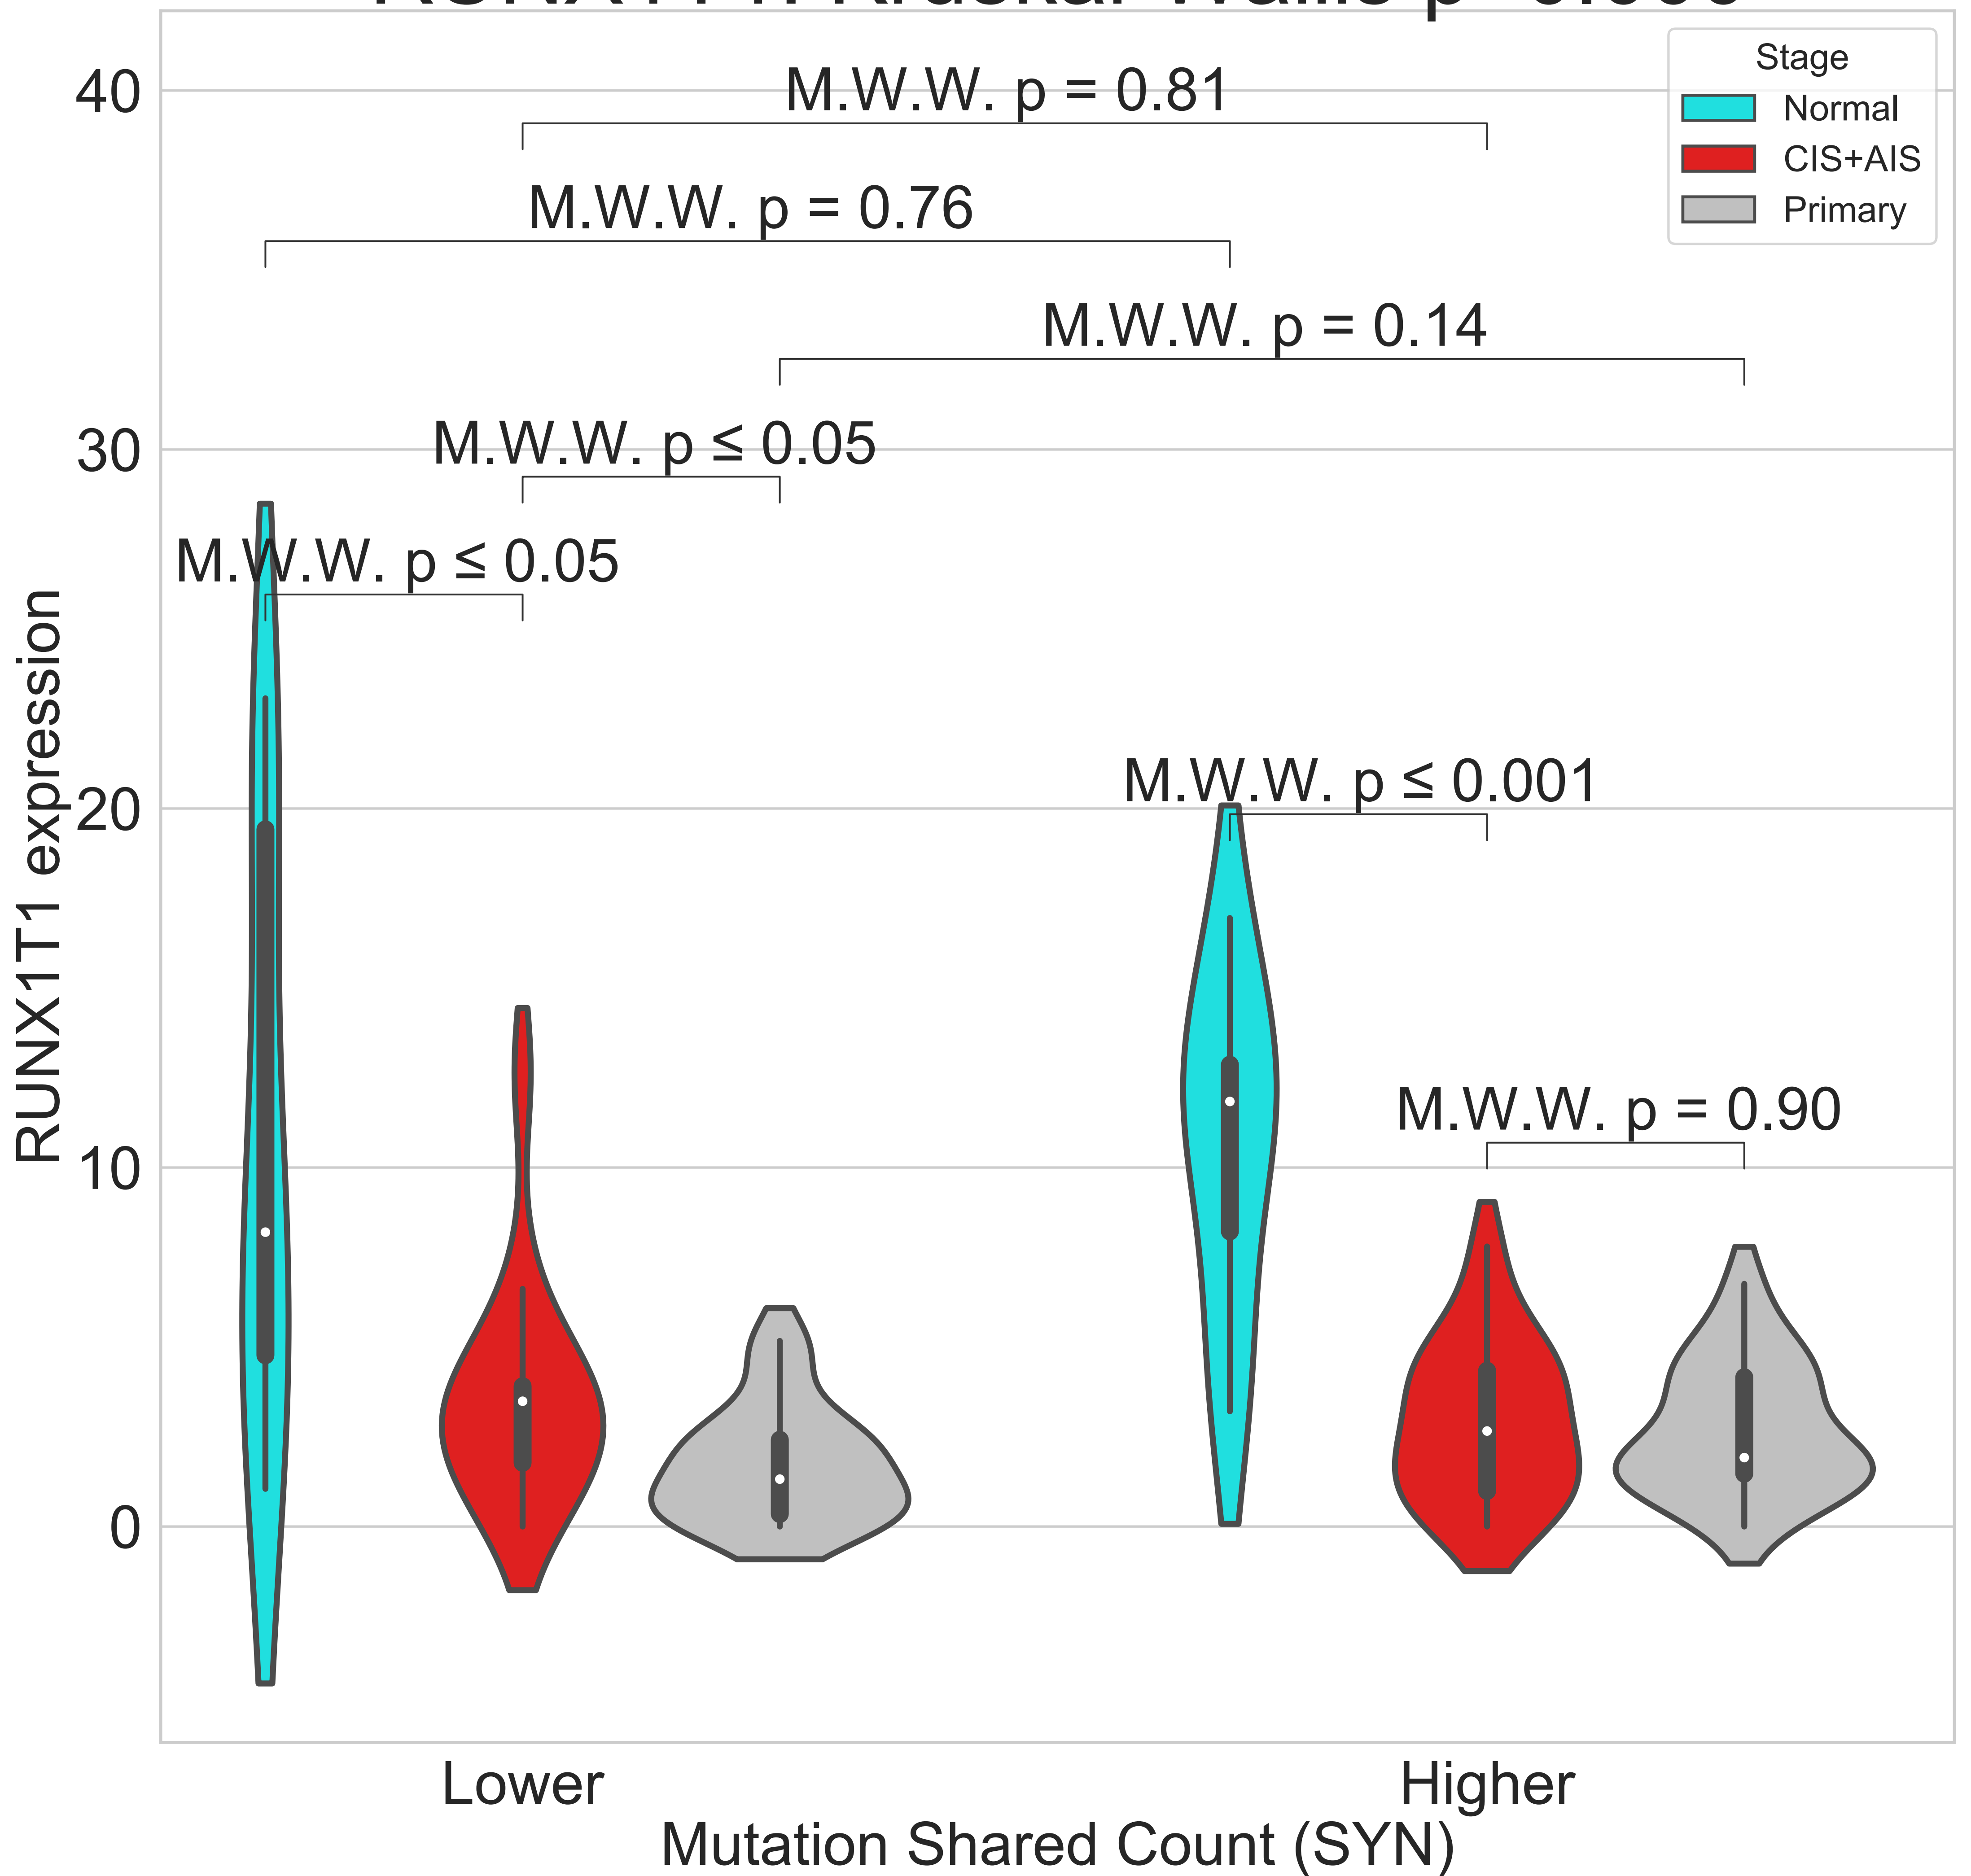 Stage
Normal
CIS+AIS
Primary
M.W.W. p = 0.81
M.W.W. p = 0.76
M.W.W. p = 0.14
M.W.W. p ≤ 0.05
M.W.W. p ≤ 0.05
M.W.W. p ≤ 0.001
M.W.W. p = 0.90
40
30
20
10
0
RUNX1T1 expression
Lower
Higher
Mutation Shared Count (SYN)